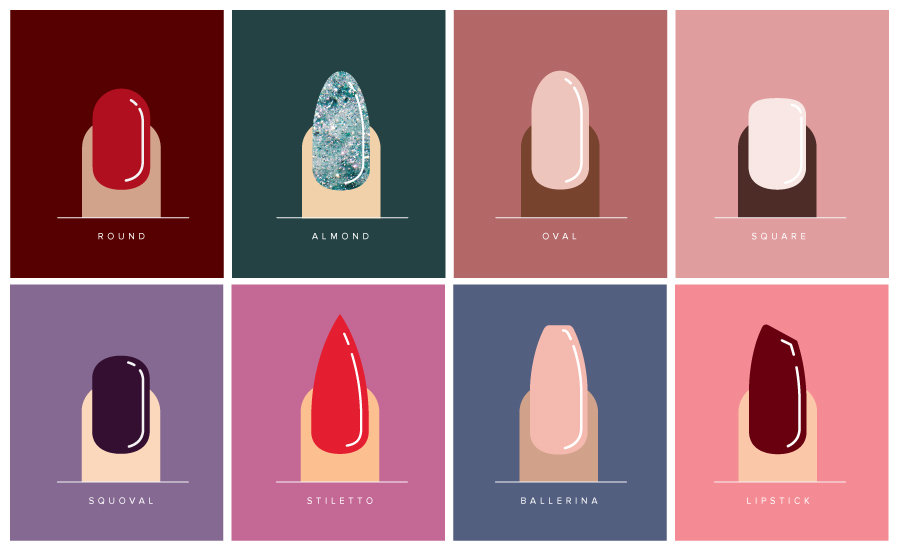 ROUND
ALMOND
OVAL
SQUARE
SQUOVAL
STILETTO
BALLERINA
LIPSTICK